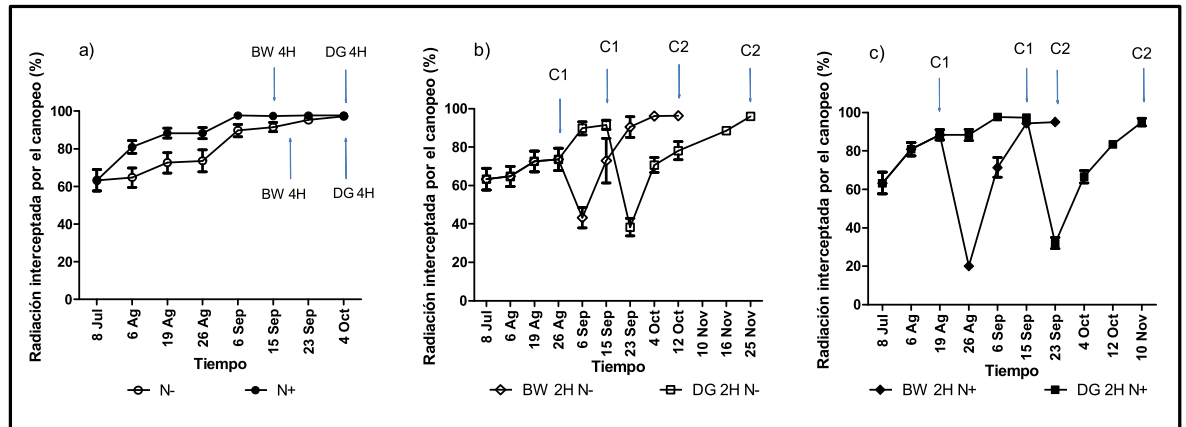 a)
BW 4H
DG 4H
Radiación interceptada por el canopeo (%)
100
80
60
40
20
0
BW 4H
DG 4H
8 Jul
6 Ag
19 Ag
26 Ag
6 Sep
15 Sep
23 Sep
4 Oct
Tiempo
N-
N+
b)
C1
C1
C2
C2
Radiación interceptada por el canopeo (%)
100
80
60
40
20
0
8 Jul
6 Ag
19 Ag
26 Ag
6 Sep
15 Sep
23 Sep
4 Oct
12 Oct
10 Nov
16 Nov
25 Nov
Tiempo
BW 2H N-
DG 2H N-
c)
C1
C1
C2
C2
Radiación interceptada por el canopeo (%)
100
80
60
40
20
0
8 Jul
6 Ag
19 Ag
26 Ag
6 Sep
15 Sep
23 Sep
4 Oct
12 Oct
10 Nov
Tiempo
BW 2H N+
DG 2H N+